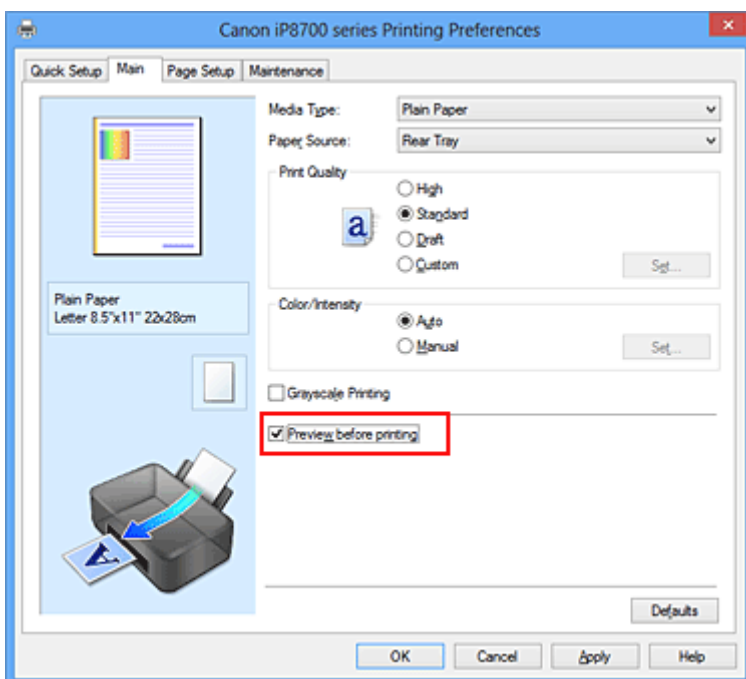 Canon iP8700 series Printing Preferences
Quick Setup Main Page Setup Maintenance
Media Type: Plain Paper
Paper Source: Rear Tray
Print Quality
High
a
Standard
Draft
Custom Set...
Plain Paper
Letter 8.5"x11" 22x28cm
Color/Intensity
Auto
Manual Set...
Grayscale Printing
Preview before printing
A
Defaults
OK Cancel Apply Help